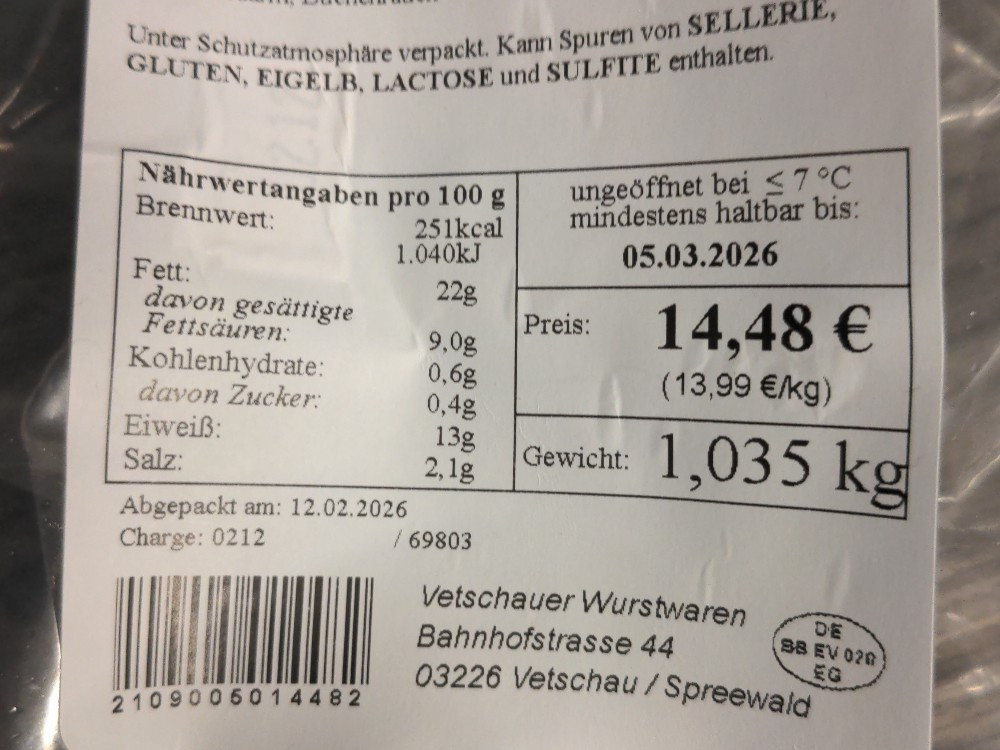 Unter Schutzatmosphäre verpackt. Kann Spuren von SELLERIE,
GLUTEN, EIGELB, LACTOSE und SULFITE enthalten.
Nährwertangaben pro 100 g
Brennwert: 251kcal
1.040kJ
Fett: 22g
davon gesättigte
Fettsäuren: 9,0g
Kohlenhydrate: 0,6g
davon Zucker: 0,4g
Eiweiß: 13g
Salz: 2,1g
ungeöffnet bei ≤ 7 °C
mindestens haltbar bis:
05.03.2026
Preis: 14,48 €
(13,99 €/kg)
Gewicht: 1,035 kg
Abgepackt am: 12.02.2026
Charge: 0212 / 69803
2109005014482
Vetschauer Wurstwaren
Bahnhofstrasse 44
03226 Vetschau / Spreewald
DE
BB EV 020
EG